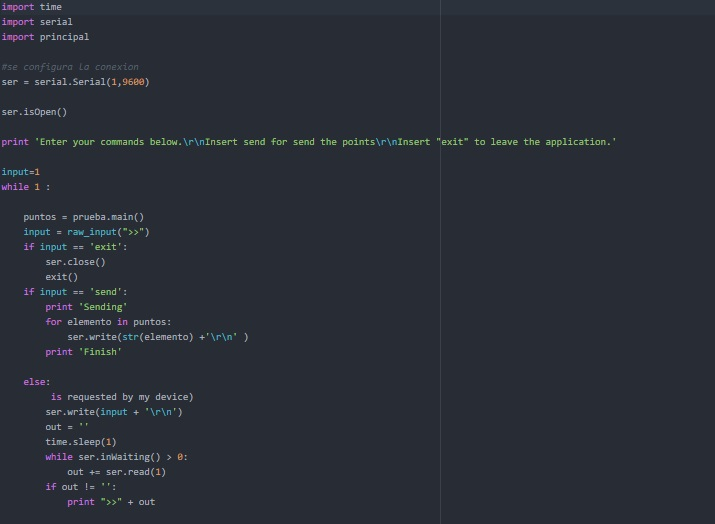 import time
import serial
import principal
#se configura la conexion
ser = serial.Serial(1,9600)
ser.isOpen()
print 'Enter your commands below.\r\nInsert send for send the points\r\nInsert "exit" to leave the application.'
input=1
while 1 :
puntos = prueba.main()
input = raw_input(">>")
if input == 'exit':
ser.close()
exit()
if input == 'send':
print 'Sending'
for elemento in puntos:
ser.write(str(elemento) +'\r\n' )
print 'Finish'
else:
is requested by my device)
ser.write(input + '\r\n')
out = ''
time.sleep(1)
while ser.inWaiting() > 0:
out += ser.read(1)
if out != '':
print ">>" + out